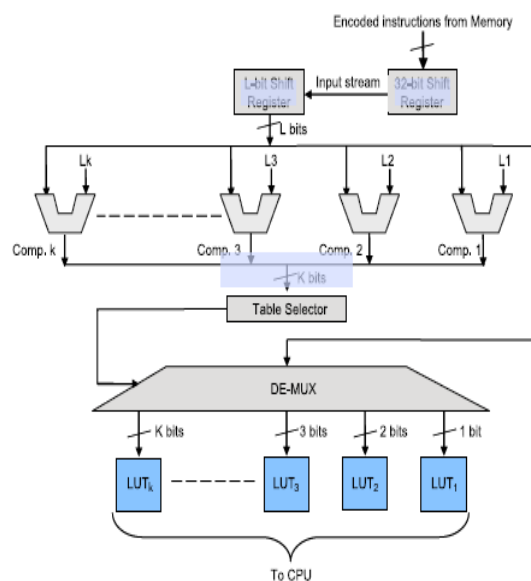 Encoded instructions from Memory
L-bit Shift Register
Input stream
32-bit Shift Register
L bits
Lk
L3
L2
L1
Comp. k
Comp. 3
Comp. 2
Comp. 1
K bits
Table Selector
DE-MUX
K bits
3 bits
2 bits
1 bit
LUTk
LUT3
LUT2
LUT1
To CPU